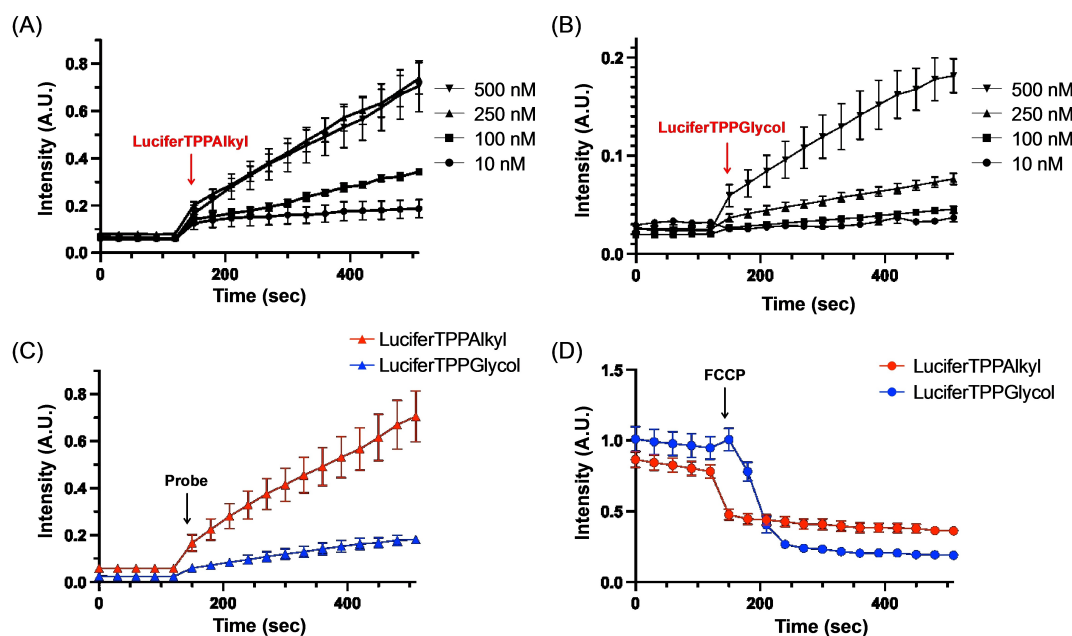 (A)
Intensity (A.U.)
0.8
0.6
0.4
0.2
0.0
LuciferTPPAlkyl
500 nM
250 nM
100 nM
10 nM
0
200
400
Time (sec)
(B)
Intensity (A.U.)
0.2
0.1
0.0
LuciferTPPGlycol
500 nM
250 nM
100 nM
10 nM
0
200
400
Time (sec)
(C)
LuciferTPPAlkyl
LuciferTPPGlycol
Intensity (A.U.)
0.8
0.6
0.4
0.2
0.0
Probe
0
200
400
Time (sec)
(D)
LuciferTPPAlkyl
LuciferTPPGlycol
Intensity (A.U.)
1.5
1.0
0.5
0.0
FCCP
0
200
400
Time (sec)